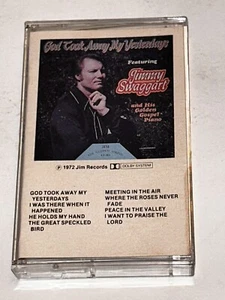 God Took Away My Yesterdays
Featuring
Jimmy
Swaggart
and His
Golden
Gospel
Piano
℗ 1972 Jim Records DOLBY SYSTEM
GOD TOOK AWAY MY
YESTERDAYS
I WAS THERE WHEN IT
HAPPENED
HE HOLDS MY HAND
THE GREAT SPECKLED
BIRD
MEETING IN THE AIR
WHERE THE ROSES NEVER
FADE
PEACE IN THE VALLEY
I WANT TO PRAISE THE
LORD